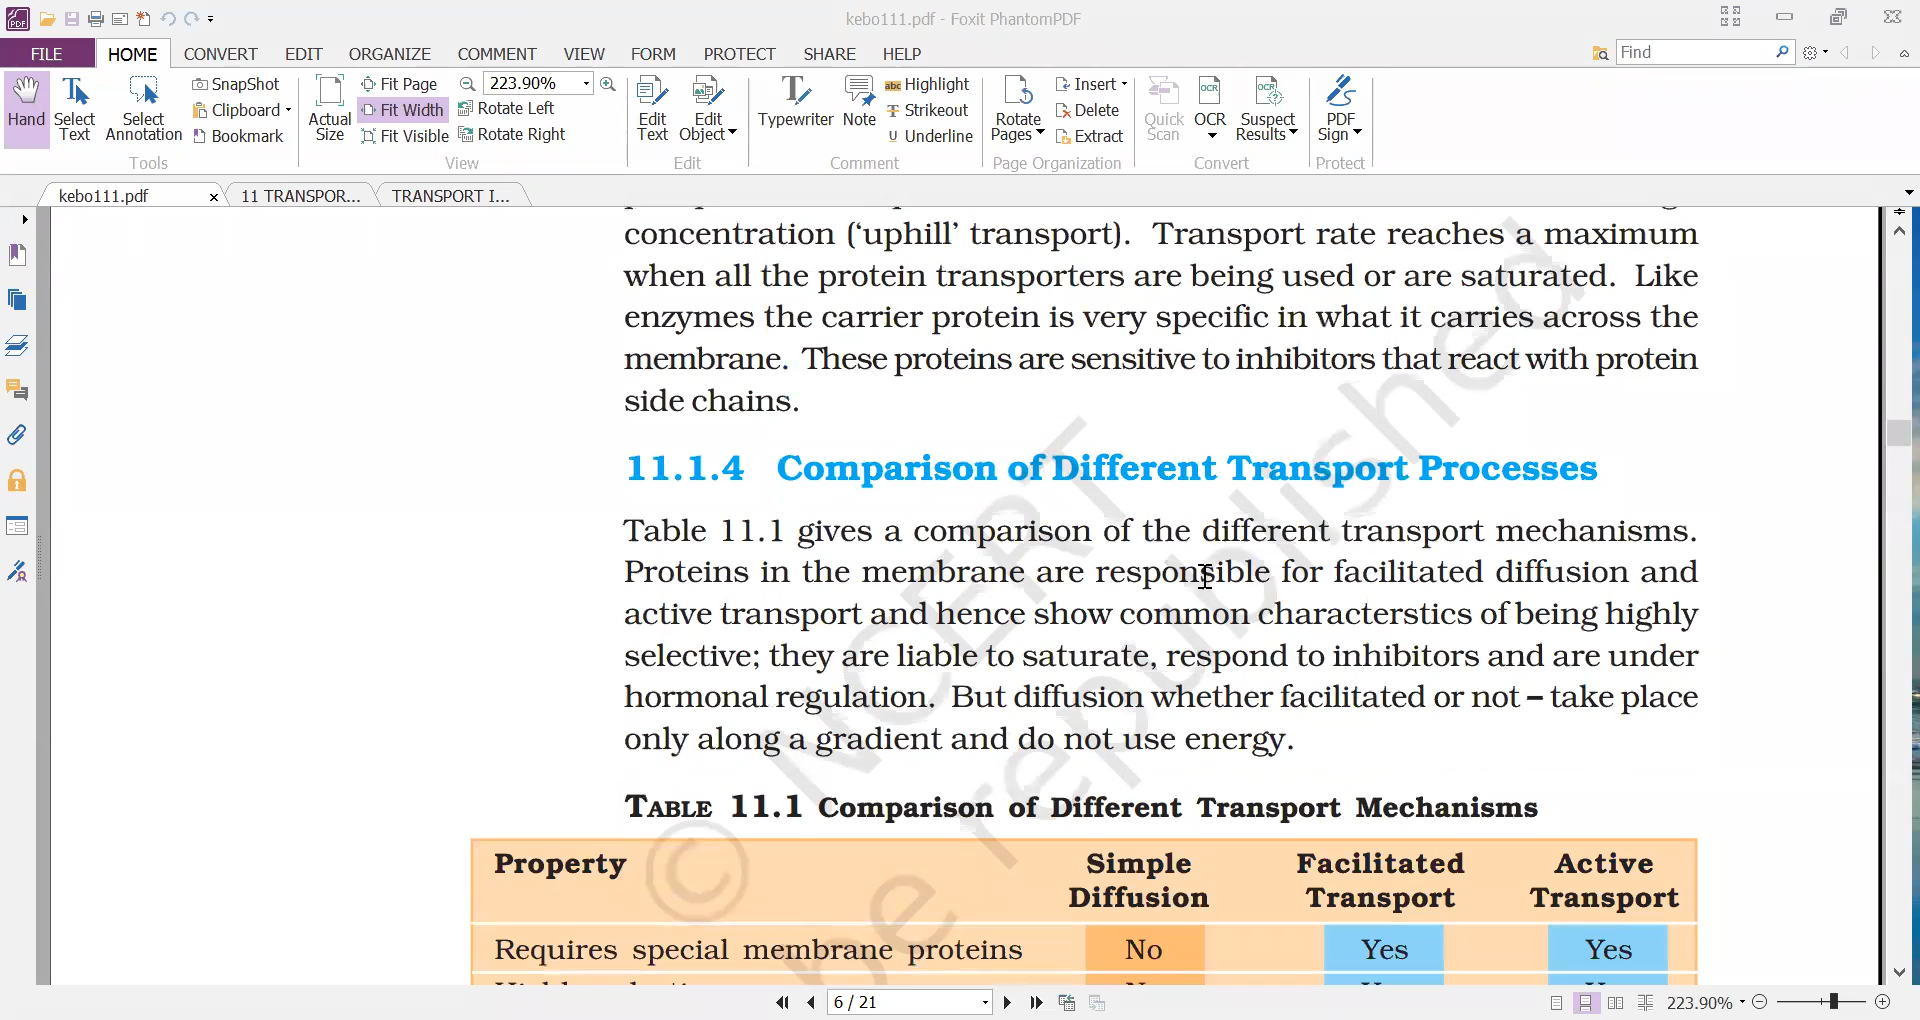 kebo111.pdf - Foxit PhantomPDF
FILE HOME CONVERT EDIT ORGANIZE COMMENT VIEW FORM PROTECT SHARE HELP Find
Hand
Select Text
Select Annotation
SnapShot
Clipboard
Bookmark
Tools
Actual Size
Fit Page
Fit Width
Fit Visible
223.90%
Rotate Left
Rotate Right
View
Edit Text
Edit Object
Edit
Typewriter
Note
Highlight
Strikeout
Underline
Comment
Rotate Pages
Insert
Delete
Extract
Page Organization
Quick Scan
OCR
Suspect Results
Convert
PDF Sign
Protect
kebo111.pdf 11 TRANSPOR... TRANSPORT I...
concentration (‘uphill’ transport). Transport rate reaches a maximum
when all the protein transporters are being used or are saturated. Like
enzymes the carrier protein is very specific in what it carries across the
membrane. These proteins are sensitive to inhibitors that react with protein
side chains.
11.1.4 Comparison of Different Transport Processes
Table 11.1 gives a comparison of the different transport mechanisms.
Proteins in the membrane are responsible for facilitated diffusion and
active transport and hence show common characterstics of being highly
selective; they are liable to saturate, respond to inhibitors and are under
hormonal regulation. But diffusion whether facilitated or not – take place
only along a gradient and do not use energy.
TABLE 11.1 Comparison of Different Transport Mechanisms
Property Simple Diffusion Facilitated Transport Active Transport
Requires special membrane proteins No Yes Yes
© NCERT
be republished
6 / 21
223.90%